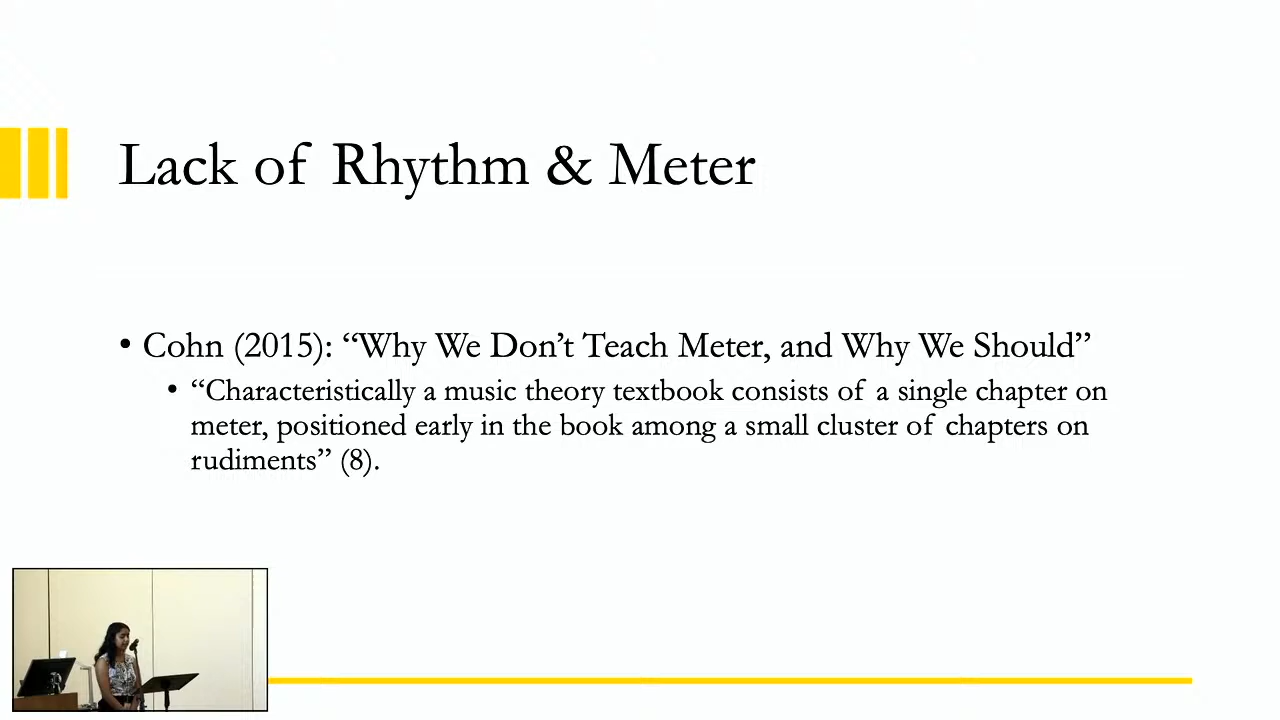 Lack of Rhythm & Meter
• Cohn (2015): “Why We Don’t Teach Meter, and Why We Should”
• “Characteristically a music theory textbook consists of a single chapter on
meter, positioned early in the book among a small cluster of chapters on
rudiments” (8).